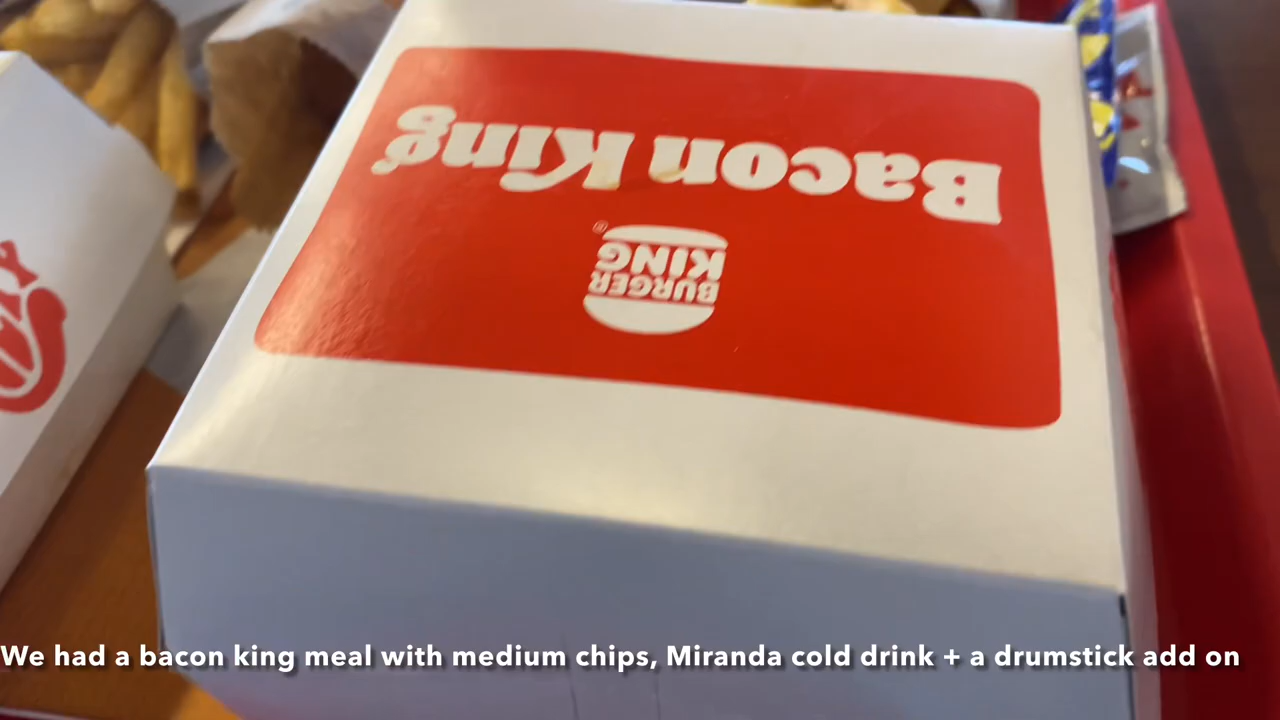 Bacon King
BURGER
KING
®
We had a bacon king meal with medium chips, Miranda cold drink + a drumstick add on